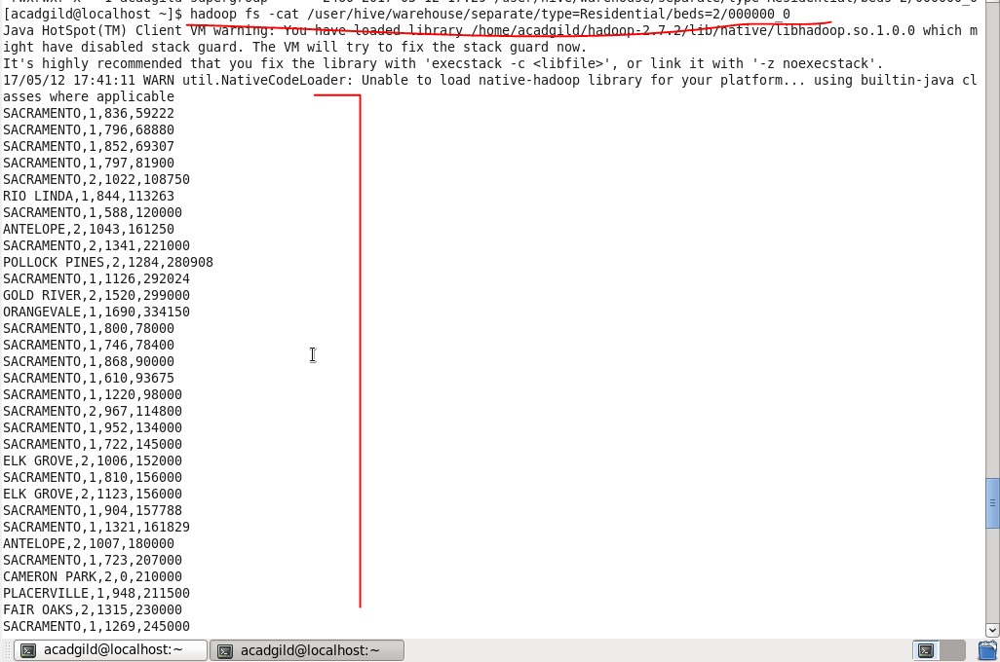 [acadgild@localhost ~]$ hadoop fs -cat /user/hive/warehouse/separate/type=Residential/beds=2/000000_0
Java HotSpot(TM) Client VM warning: You have loaded library /home/acadgild/hadoop-2.7.2/lib/native/libhadoop.so.1.0.0 which m
ight have disabled stack guard. The VM will try to fix the stack guard now.
It's highly recommended that you fix the library with 'execstack -c <libfile>', or link it with '-z noexecstack'.
17/05/12 17:41:11 WARN util.NativeCodeLoader: Unable to load native-hadoop library for your platform... using builtin-java cl
asses where applicable
SACRAMENTO,1,836,59222
SACRAMENTO,1,796,68880
SACRAMENTO,1,852,69307
SACRAMENTO,1,797,81900
SACRAMENTO,2,1022,108750
RIO LINDA,1,844,113263
SACRAMENTO,1,588,120000
ANTELOPE,2,1043,161250
SACRAMENTO,2,1341,221000
POLLOCK PINES,2,1284,280908
SACRAMENTO,1,1126,292024
GOLD RIVER,2,1520,299000
ORANGEVALE,1,1690,334150
SACRAMENTO,1,800,78000
SACRAMENTO,1,746,78400
SACRAMENTO,1,868,90000
SACRAMENTO,1,610,93675
SACRAMENTO,1,1220,98000
SACRAMENTO,2,967,114800
SACRAMENTO,1,952,134000
SACRAMENTO,1,722,145000
ELK GROVE,2,1006,152000
SACRAMENTO,1,810,156000
ELK GROVE,2,1123,156000
SACRAMENTO,1,904,157788
SACRAMENTO,1,1321,161829
ANTELOPE,2,1007,180000
SACRAMENTO,1,723,207000
CAMERON PARK,2,0,210000
PLACERVILLE,1,948,211500
FAIR OAKS,2,1315,230000
SACRAMENTO,1,1269,245000
acadgild@localhost:~
acadgild@localhost:~